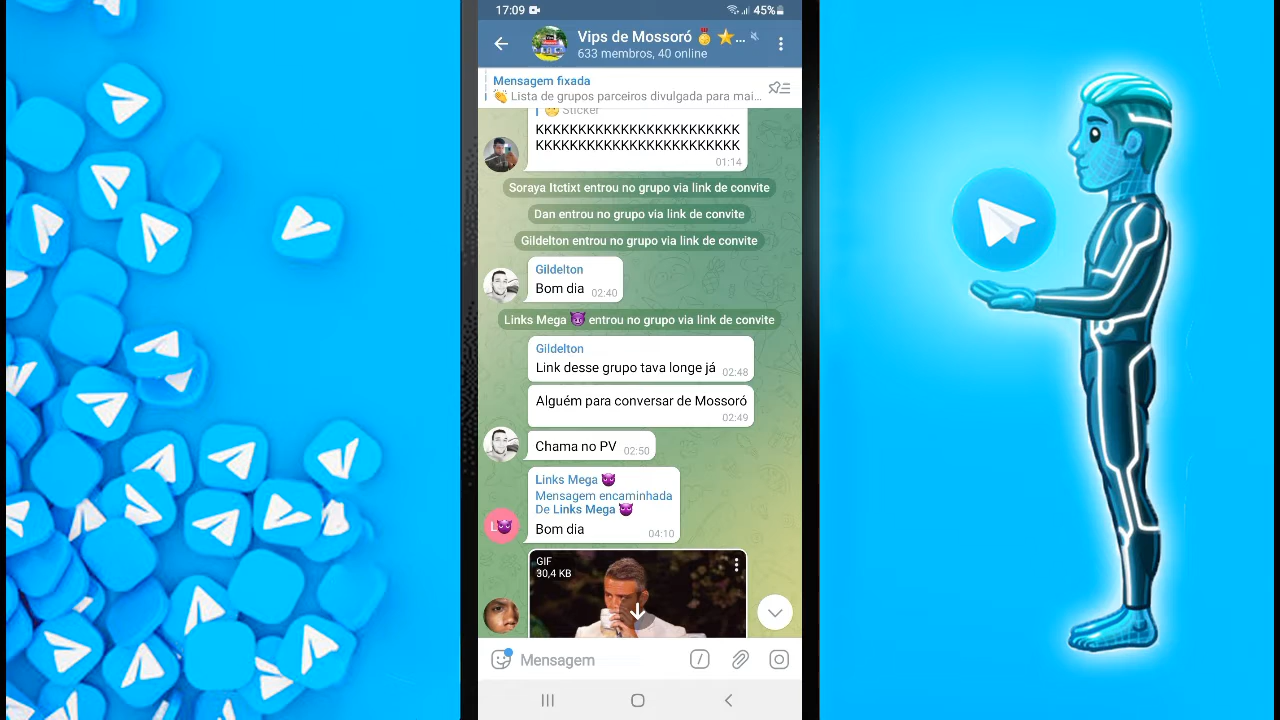 17:09
45%
Vips de Mossoró 🥇 ⭐...
633 membros, 40 online
Mensagem fixada
👏 Lista de grupos parceiros divulgada para mai...
Sticker
KKKKKKKKKKKKKKKKKKKKKKKK
KKKKKKKKKKKKKKKKKKKKKKKK
01:14
Soraya Itctixt entrou no grupo via link de convite
Dan entrou no grupo via link de convite
Gildelton entrou no grupo via link de convite
Gildelton
Bom dia 02:40
Links Mega 😈 entrou no grupo via link de convite
Gildelton
Link desse grupo tava longe já 02:48
Alguém para conversar de Mossoró
02:49
Chama no PV 02:50
Links Mega 😈
Mensagem encaminhada
De Links Mega 😈
L😈
Bom dia 04:10
GIF
30,4 KB
Mensagem